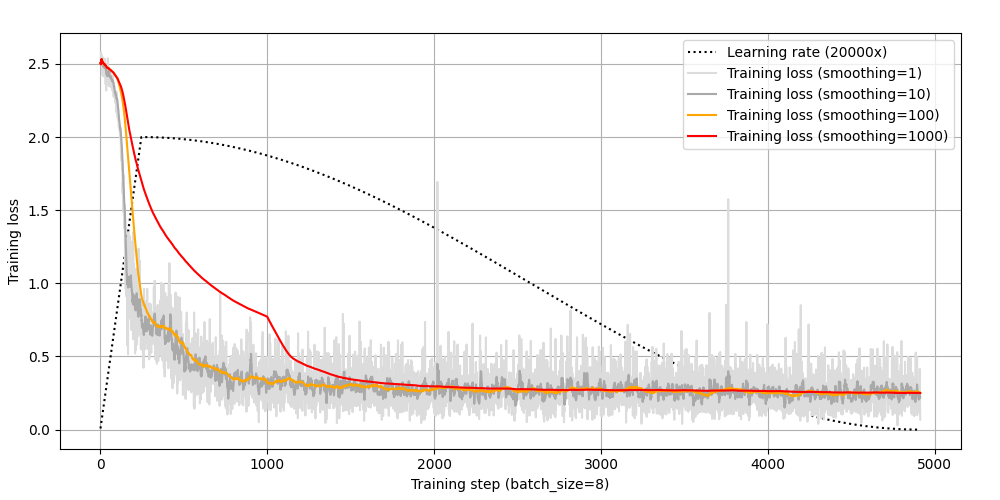 Learning rate (20000x)
Training loss (smoothing=1)
Training loss (smoothing=10)
Training loss (smoothing=100)
Training loss (smoothing=1000)
2.5
2.0
1.5
1.0
0.5
0.0
Training loss
0 1000 2000 3000 4000 5000
Training step (batch_size=8)